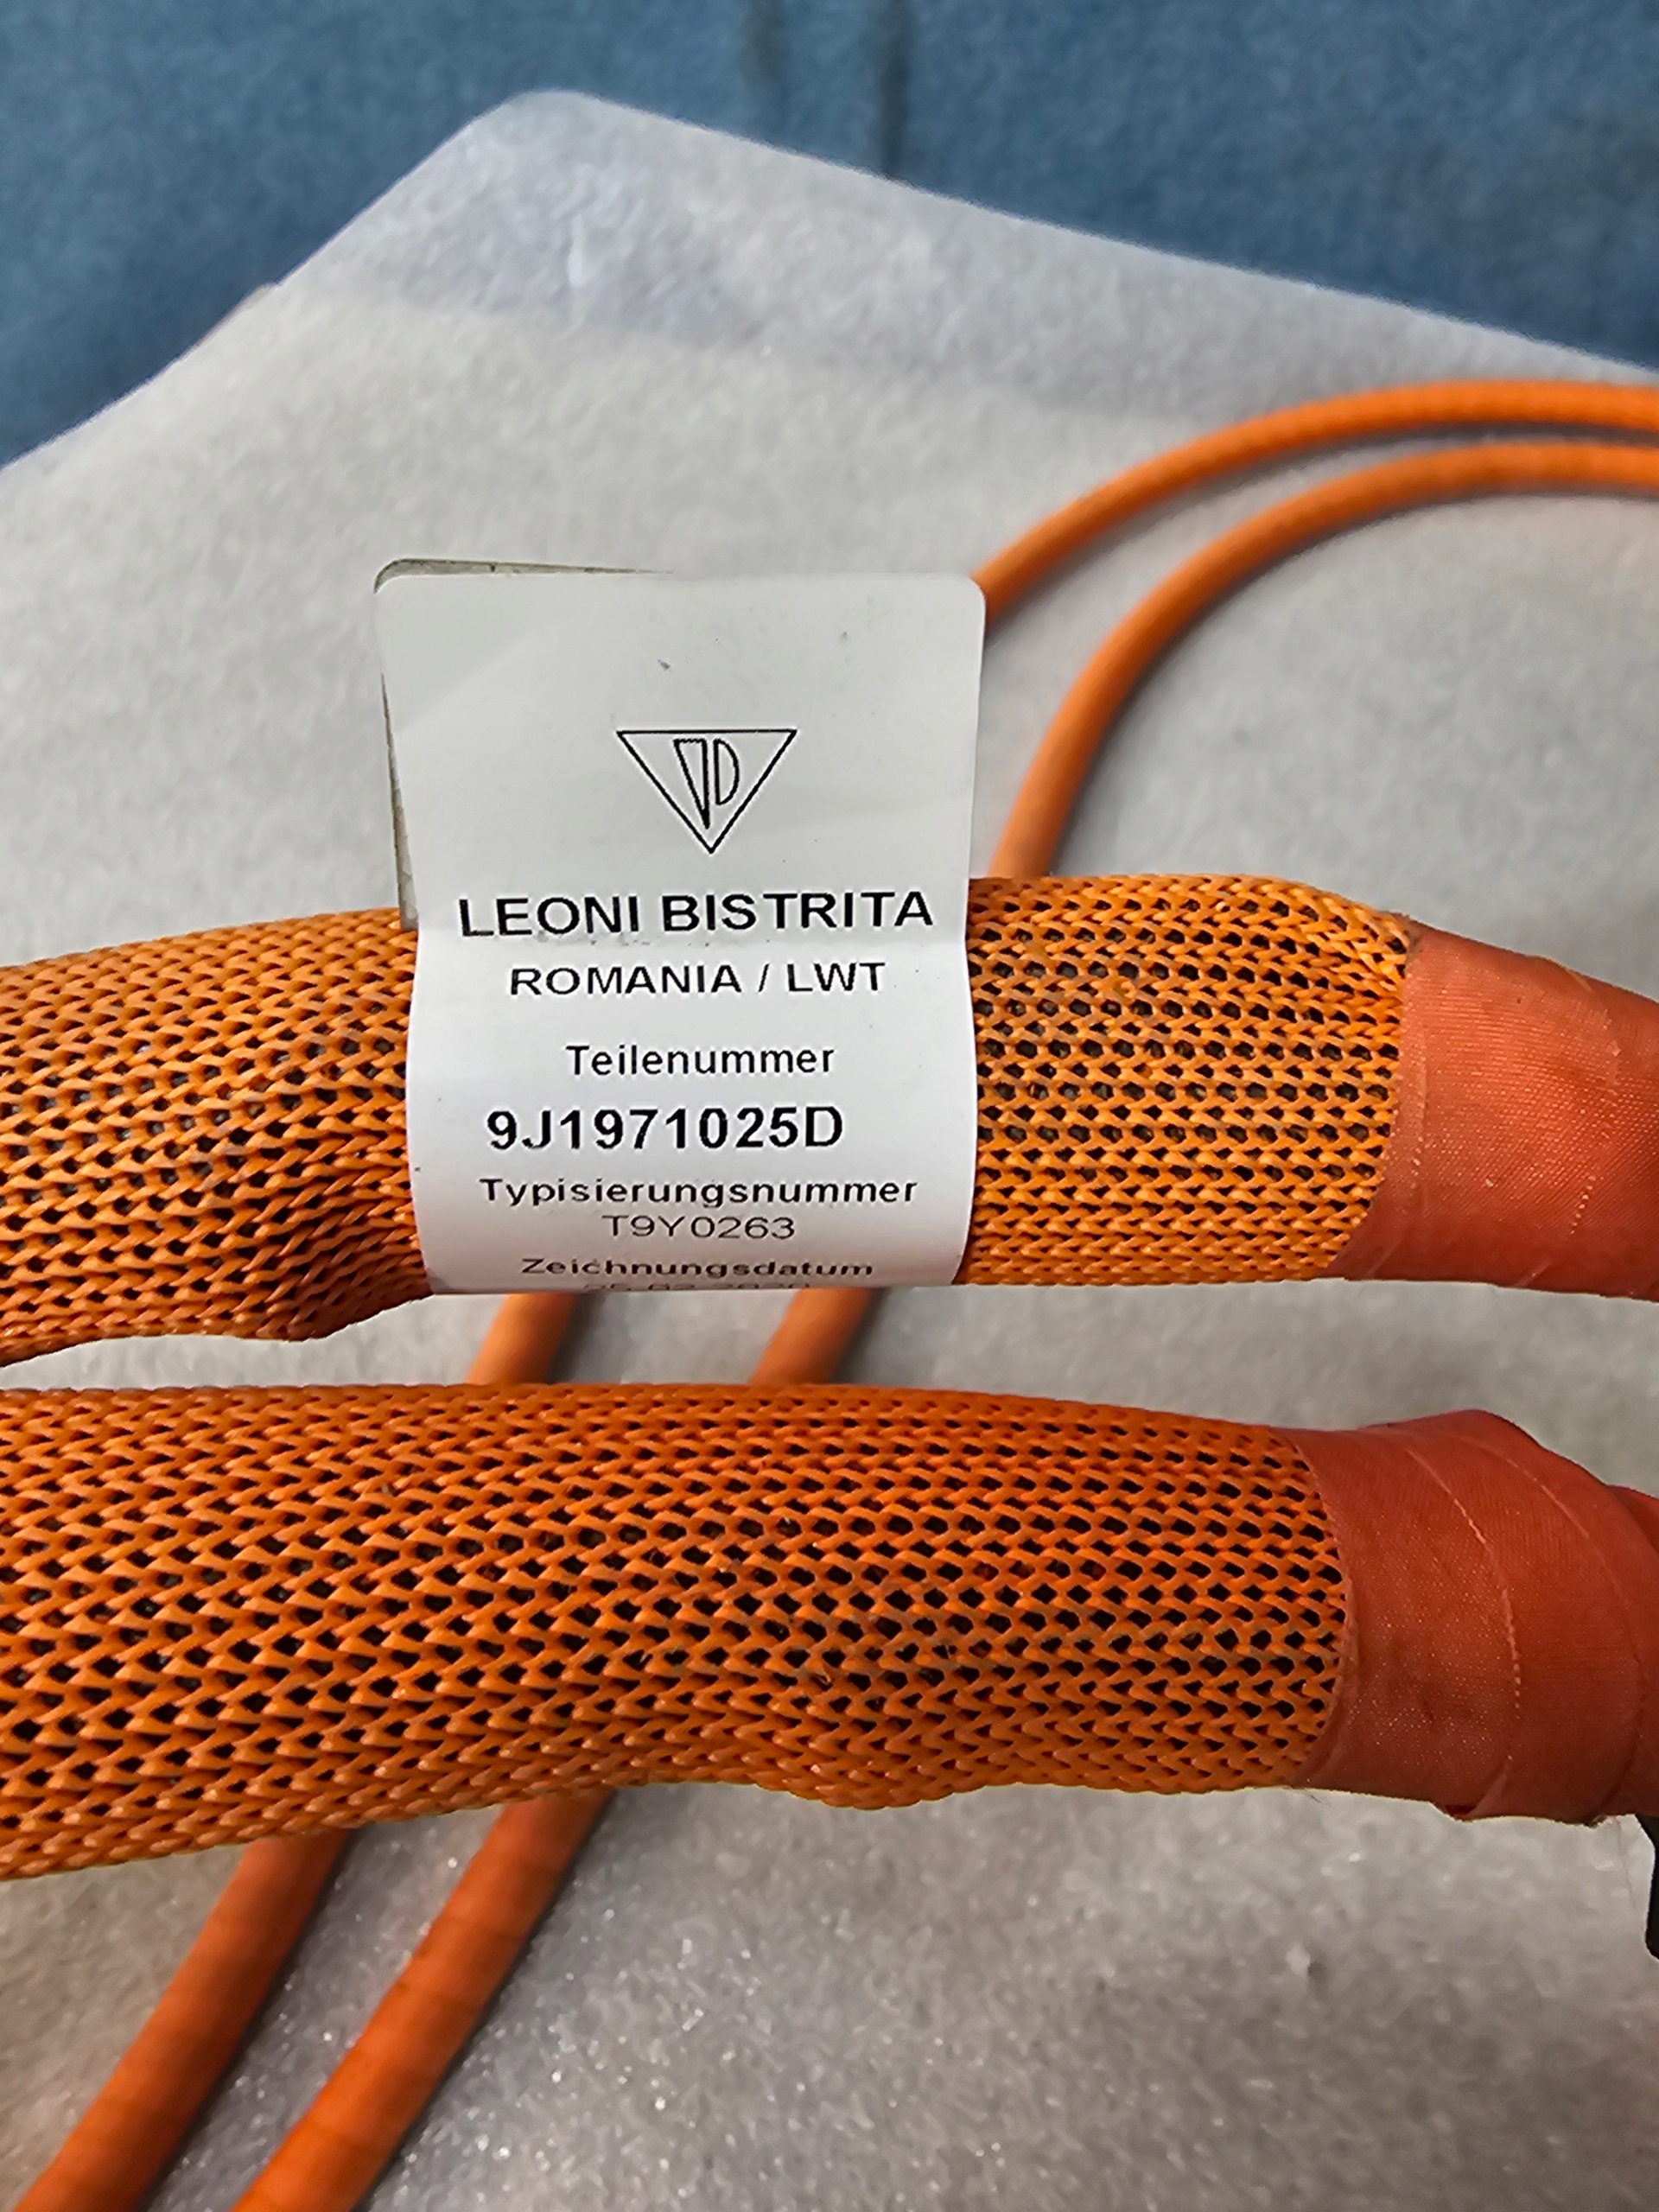 LEONI BISTRITA
ROMANIA / LWT
Teilenummer
9J1971025D
Typisierungsnummer
T9Y0263
Zeichnungsdatum